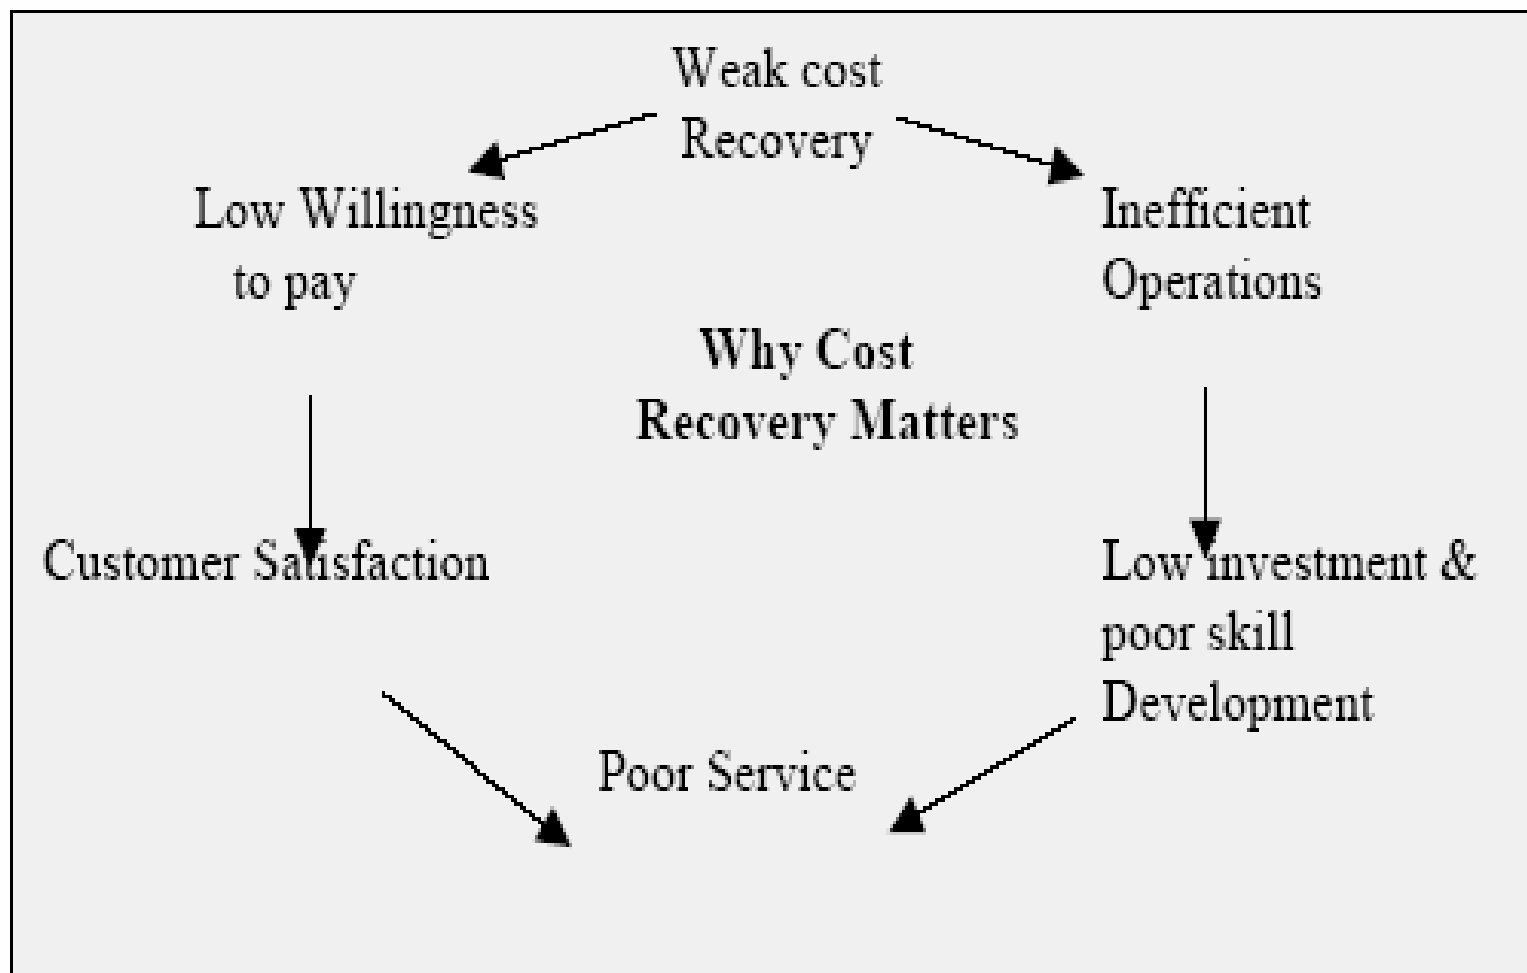 Weak cost
Recovery
Low Willingness
to pay
Inefficient
Operations
Why Cost
Recovery Matters
Customer Satisfaction
Low investment &
poor skill
Development
Poor Service